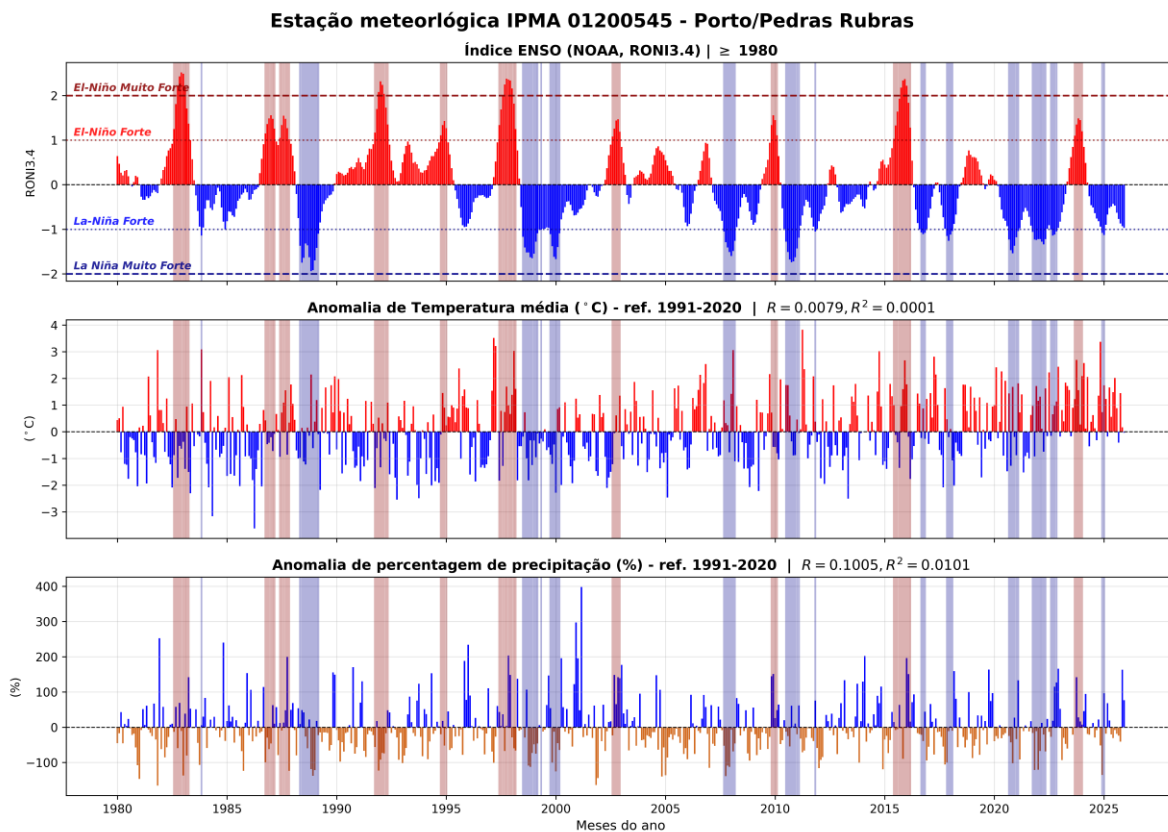 Estação meteorlógica IPMA 01200545 - Porto/Pedras Rubras
Índice ENSO (NOAA, RONI3.4) | ≥ 1980
El-Niño Muito Forte
El-Niño Forte
La-Niña Forte
La Niña Muito Forte
RONI3.4
2
1
0
−1
−2
Anomalia de Temperatura média (°C) - ref. 1991-2020 | R = 0.0079, R² = 0.0001
(°C)
4
3
2
1
0
−1
−2
−3
Anomalia de percentagem de precipitação (%) - ref. 1991-2020 | R = 0.1005, R² = 0.0101
(%)
400
300
200
100
0
−100
1980 1985 1990 1995 2000 2005 2010 2015 2020 2025
Meses do ano